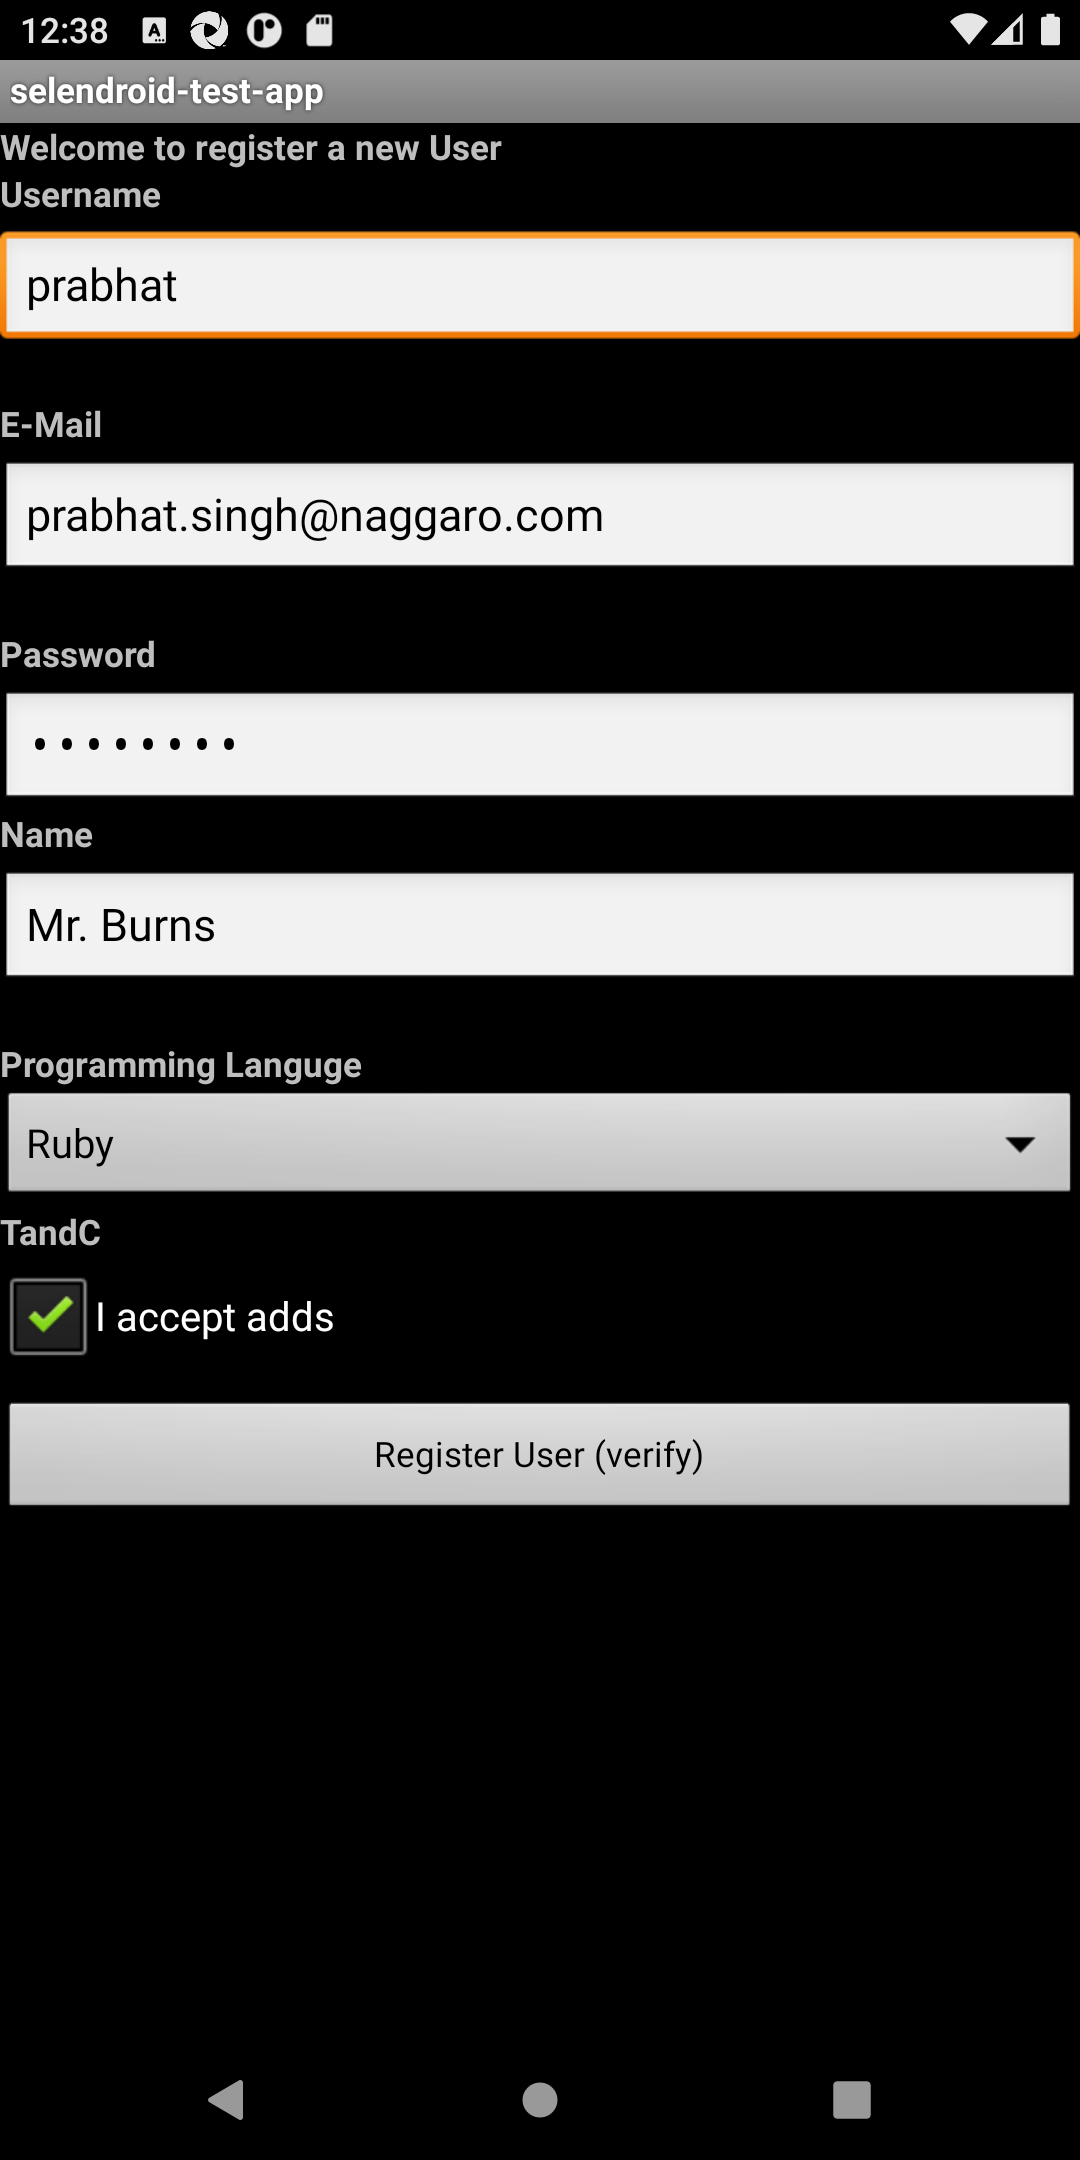 12:38
selendroid-test-app
Welcome to register a new User
Username
prabhat
E-Mail
prabhat.singh@naggaro.com
Password
••••••••
Name
Mr. Burns
Programming Languge
Ruby
TandC
I accept adds
Register User (verify)